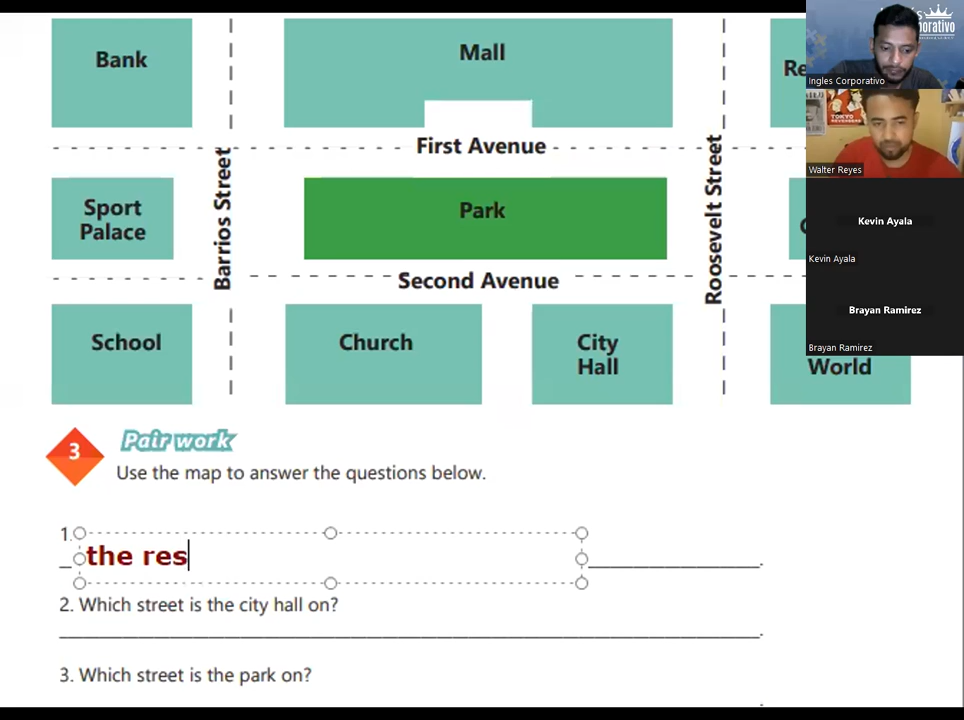 Bank
Mall
Re
Ingles Corporativo
First Avenue
Walter Reyes
Barrios Street
Roosevelt Street
Sport
Palace
Park
Kevin Ayala
Kevin Ayala
Second Avenue
Brayan Ramirez
Brayan Ramirez
School
Church
City
Hall
World
3
Pair work
Use the map to answer the questions below.
1.
the res
2. Which street is the city hall on?
3. Which street is the park on?